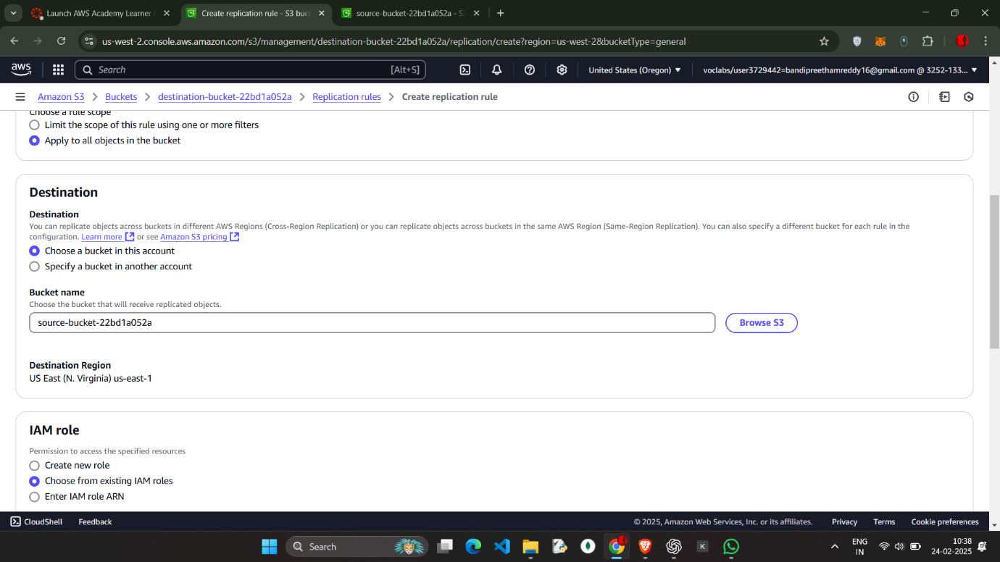 Launch AWS Academy Learner
Create replication rule - S3 buc
source-bucket-22bd1a052a - S
us-west-2.console.aws.amazon.com/s3/management/destination-bucket-22bd1a052a/replication/create?region=us-west-2&bucketType=general
aws
Search
[Alt+S]
United States (Oregon)
voclabs/user3729442=bandipreethamreddy16@gmail.com @ 3252-133...
Amazon S3
Buckets
destination-bucket-22bd1a052a
Replication rules
Create replication rule
Choose a rule scope
Limit the scope of this rule using one or more filters
Apply to all objects in the bucket
Destination
Destination
You can replicate objects across buckets in different AWS Regions (Cross-Region Replication) or you can replicate objects across buckets in the same AWS Region (Same-Region Replication). You can also specify a different bucket for each rule in the
configuration. Learn more or see Amazon S3 pricing
Choose a bucket in this account
Specify a bucket in another account
Bucket name
Choose the bucket that will receive replicated objects.
source-bucket-22bd1a052a
Browse S3
Destination Region
US East (N. Virginia) us-east-1
IAM role
Permission to access the specified resources
Create new role
Choose from existing IAM roles
Enter IAM role ARN
CloudShell
Feedback
© 2025, Amazon Web Services, Inc. or its affiliates.
Privacy
Terms
Cookie preferences
Search
K
ENG
IN
10:38
24-02-2025